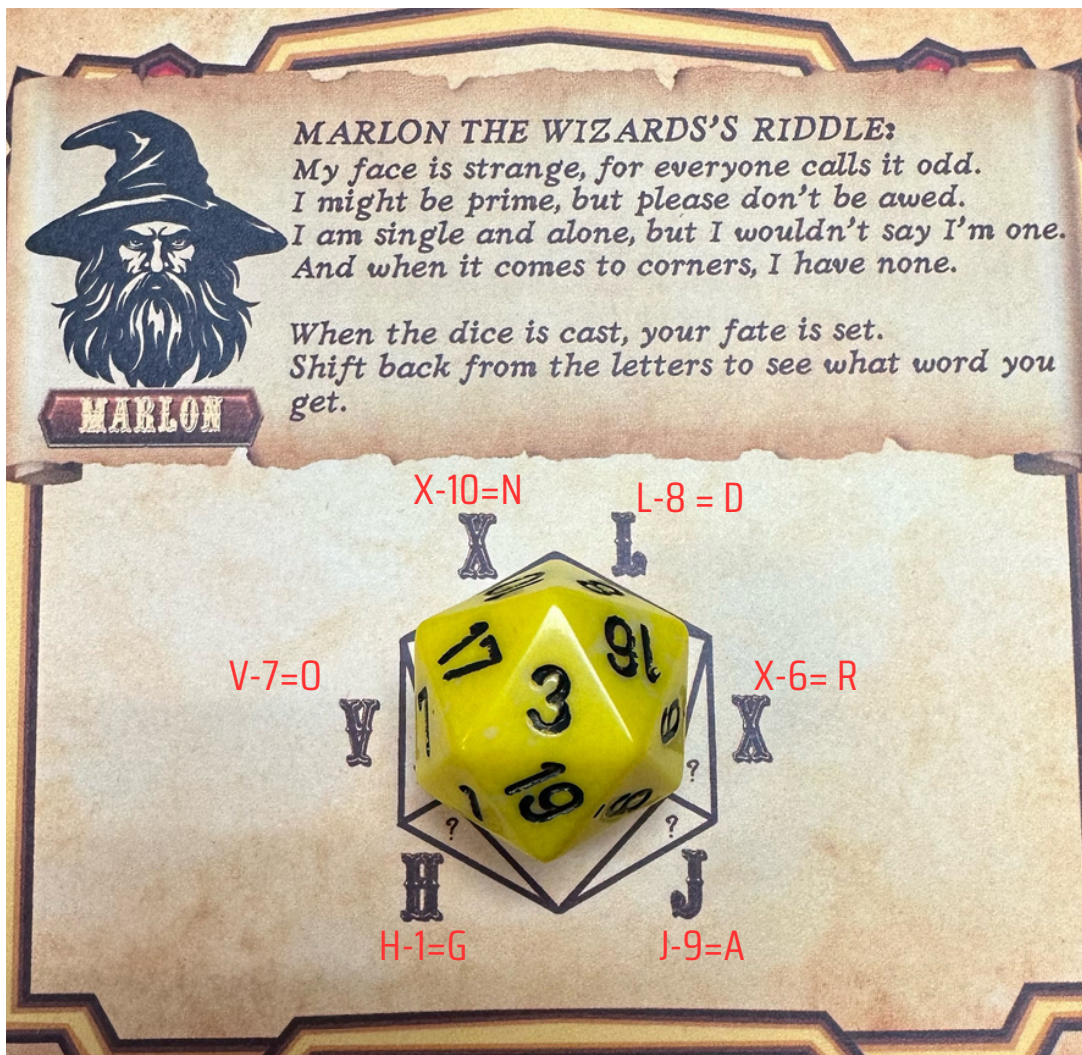 MARLON THE WIZARDS'S RIDDLE:
My face is strange, for everyone calls it odd.
I might be prime, but please don't be awed.
I am single and alone, but I wouldn't say I'm one.
And when it comes to corners, I have none.
When the dice is cast, your fate is set.
Shift back from the letters to see what word you
get.
MARLON
X-10=N
L-8 = D
X
L
17
16
V-7=O
3
X-6= R
V
X
?
1
19
?
?
H
J
H-1=G
J-9=A